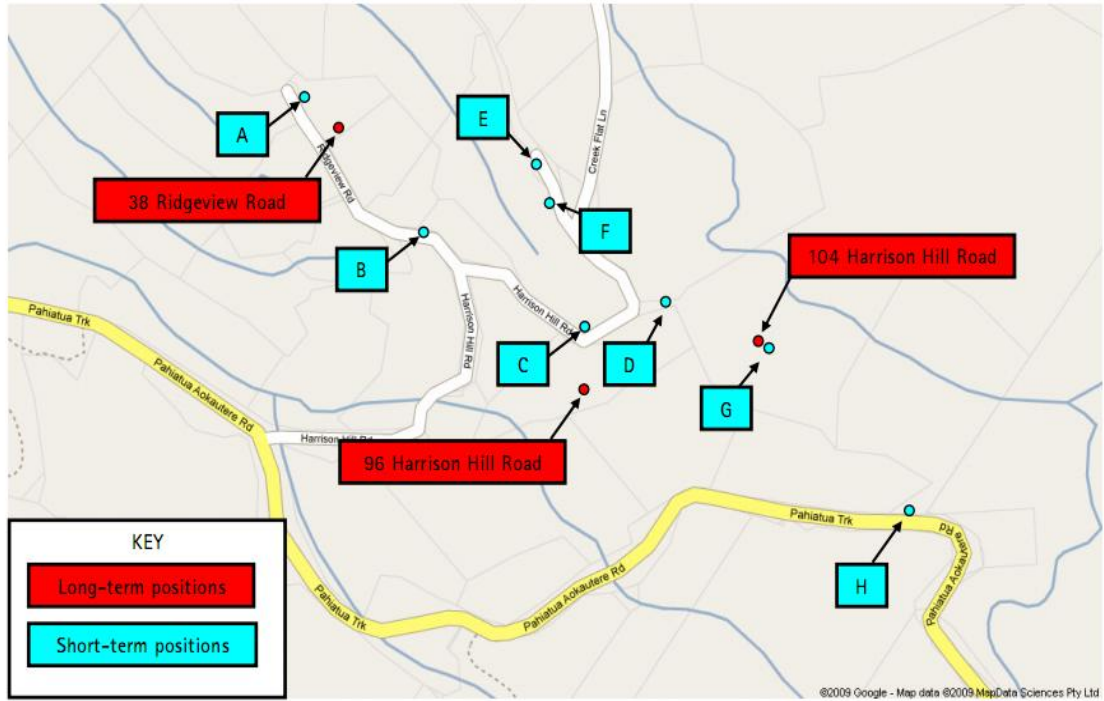 A
E
Creek Flat Ln
Ridgeview Rd
38 Ridgeview Road
F
B
104 Harrison Hill Road
Harrison Hill Rd
Harrison Hill Rd
Pahiatua Trk
C
D
G
Pahiatua Aokautere Rd
Harrison Hill Rd
96 Harrison Hill Road
KEY
Long-term positions
Short-term positions
Pahiatua Trk
Pahiatua Aokautere Rd
Pahiatua Trk
H
Pahiatua Aokautere Rd
Rd
©2009 Google - Map data ©2009 MapData Sciences Pty Ltd